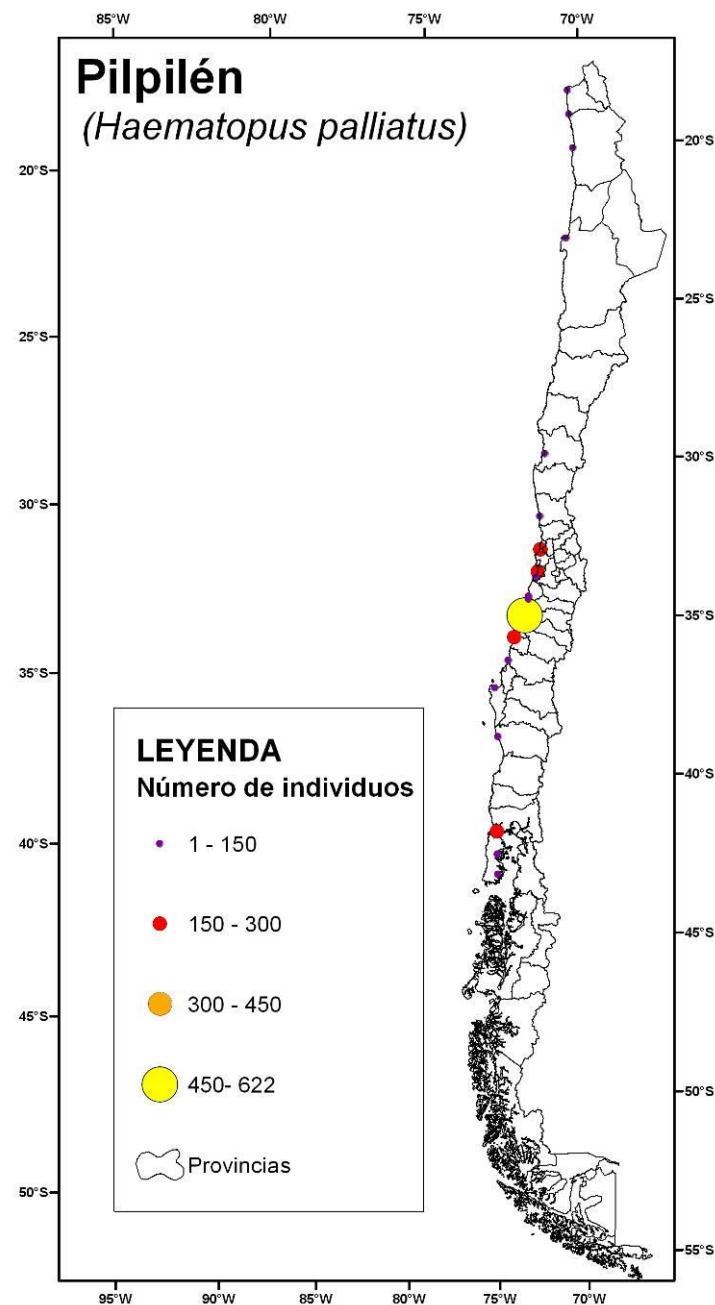 85°W 80°W 75°W 70°W
Pilpilén
(Haematopus palliatus)
20°S
25°S
30°S
35°S
40°S
45°S
50°S
20°S
25°S
30°S
35°S
40°S
45°S
50°S
55°S
LEYENDA
Número de individuos
1 - 150
150 - 300
300 - 450
450- 622
Provincias
95°W 90°W 85°W 80°W 75°W 70°W